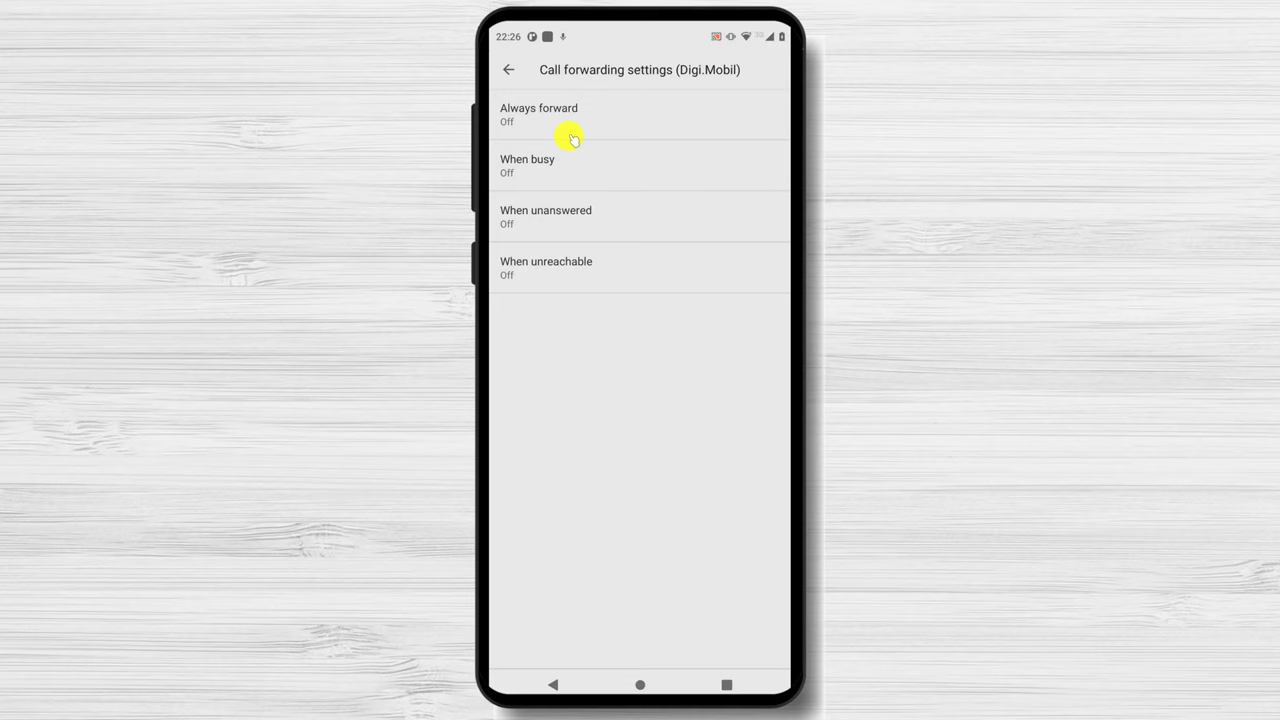 22:26
Call forwarding settings (Digi.Mobil)
Always forward
Off
When busy
Off
When unanswered
Off
When unreachable
Off